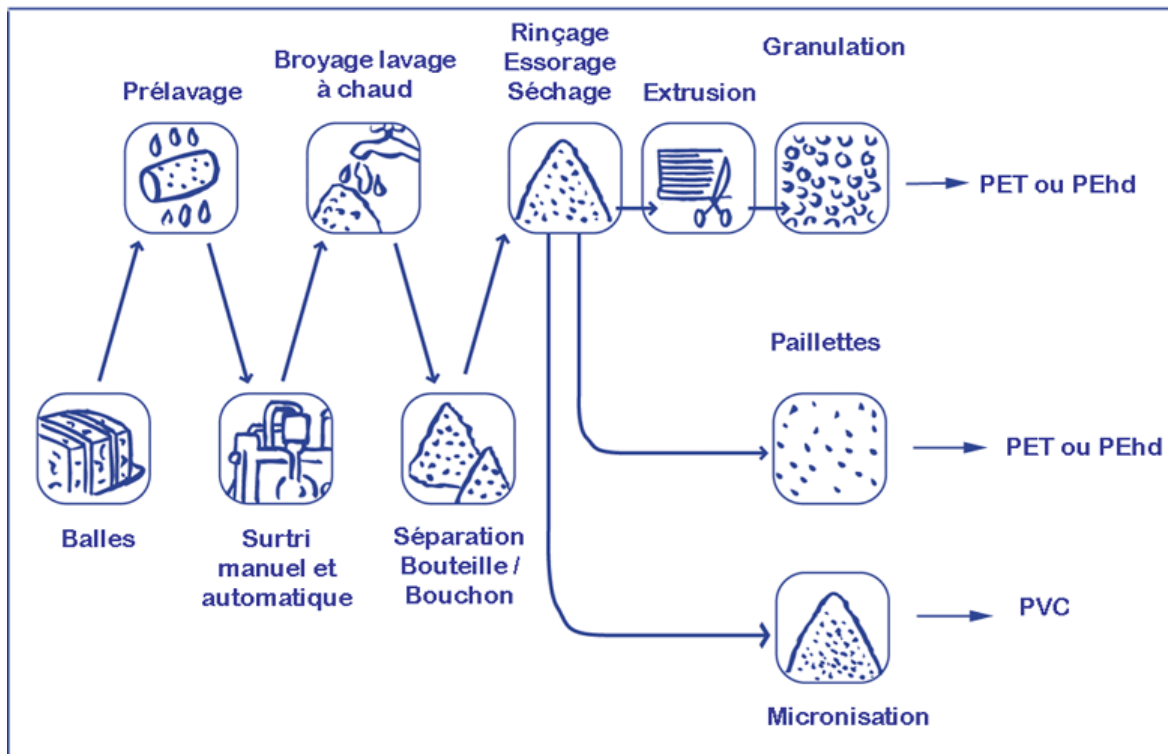 Balles
Prélavage
Surtri
manuel et
automatique
Broyage lavage
à chaud
Séparation
Bouteille /
Bouchon
Rinçage
Essorage
Séchage
Extrusion
Granulation
PET ou PEhd
Paillettes
PET ou PEhd
PVC
Micronisation